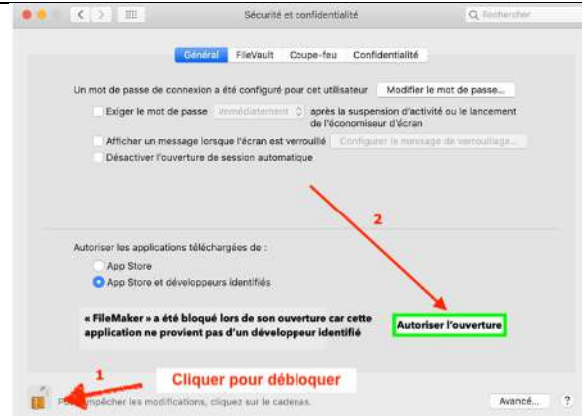 Sécurité et confidentialité
Rechercher
Général FileVault Coupe-feu Confidentialité
Un mot de passe de connexion a été configuré pour cet utilisateur Modifier le mot de passe...
Exiger le mot de passe immédiatement après la suspension d'activité ou le lancement
de l'économiseur d'écran
Afficher un message lorsque l'écran est verrouillé Configurer le message de verrouillage...
Désactiver l'ouverture de session automatique
2
Autoriser les applications téléchargées de :
App Store
App Store et développeurs identifiés
« FileMaker » a été bloqué lors de son ouverture car cette
application ne provient pas d'un développeur identifié
Autoriser l'ouverture
1
Cliquer pour débloquer
empêcher les modifications, cliquez sur le cadenas.
Avancé... ?